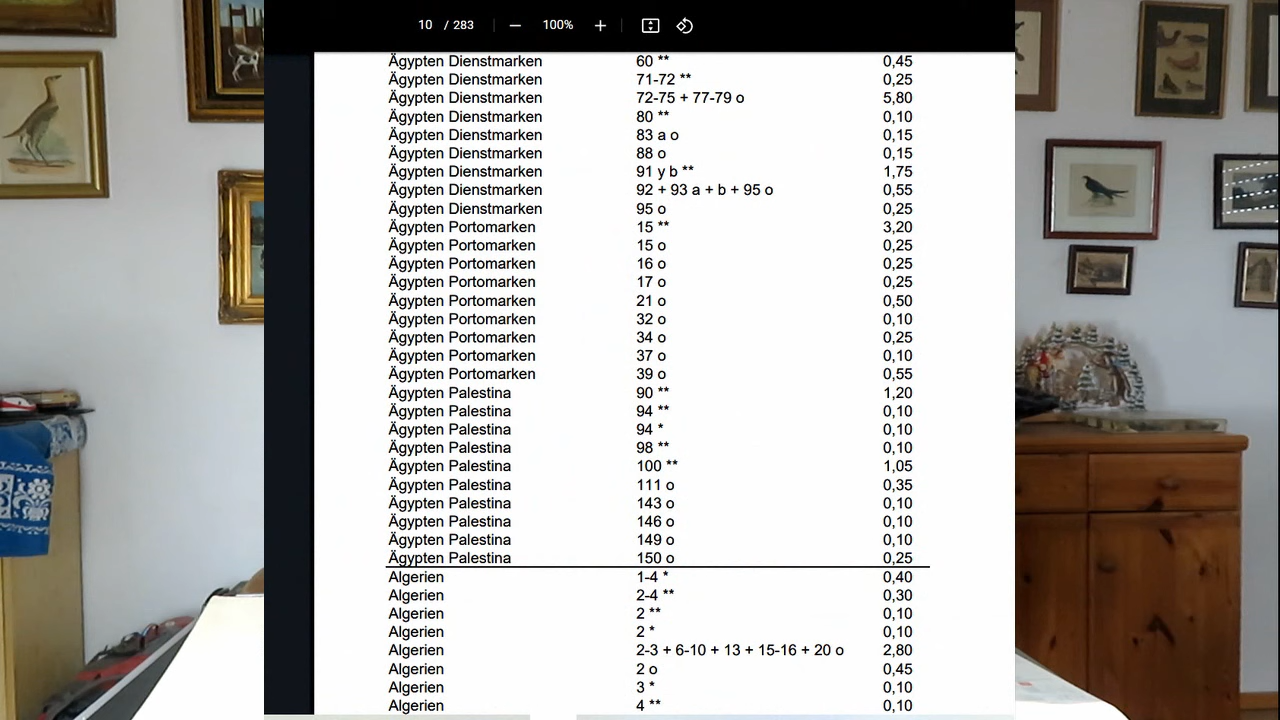 10 / 283 100%
Ägypten Dienstmarken 60 ** 0,45
Ägypten Dienstmarken 71-72 ** 0,25
Ägypten Dienstmarken 72-75 + 77-79 o 5,80
Ägypten Dienstmarken 80 ** 0,10
Ägypten Dienstmarken 83 a o 0,15
Ägypten Dienstmarken 88 o 0,15
Ägypten Dienstmarken 91 y b ** 1,75
Ägypten Dienstmarken 92 + 93 a + b + 95 o 0,55
Ägypten Dienstmarken 95 o 0,25
Ägypten Portomarken 15 ** 3,20
Ägypten Portomarken 15 o 0,25
Ägypten Portomarken 16 o 0,25
Ägypten Portomarken 17 o 0,25
Ägypten Portomarken 21 o 0,50
Ägypten Portomarken 32 o 0,10
Ägypten Portomarken 34 o 0,25
Ägypten Portomarken 37 o 0,10
Ägypten Portomarken 39 o 0,55
Ägypten Palestina 90 ** 1,20
Ägypten Palestina 94 ** 0,10
Ägypten Palestina 94 * 0,10
Ägypten Palestina 98 ** 0,10
Ägypten Palestina 100 ** 1,05
Ägypten Palestina 111 o 0,35
Ägypten Palestina 143 o 0,10
Ägypten Palestina 146 o 0,10
Ägypten Palestina 149 o 0,10
Ägypten Palestina 150 o 0,25
Algerien 1-4 * 0,40
Algerien 2-4 ** 0,30
Algerien 2 ** 0,10
Algerien 2 * 0,10
Algerien 2-3 + 6-10 + 13 + 15-16 + 20 o 2,80
Algerien 2 o 0,45
Algerien 3 * 0,10
Algerien 4 ** 0,10